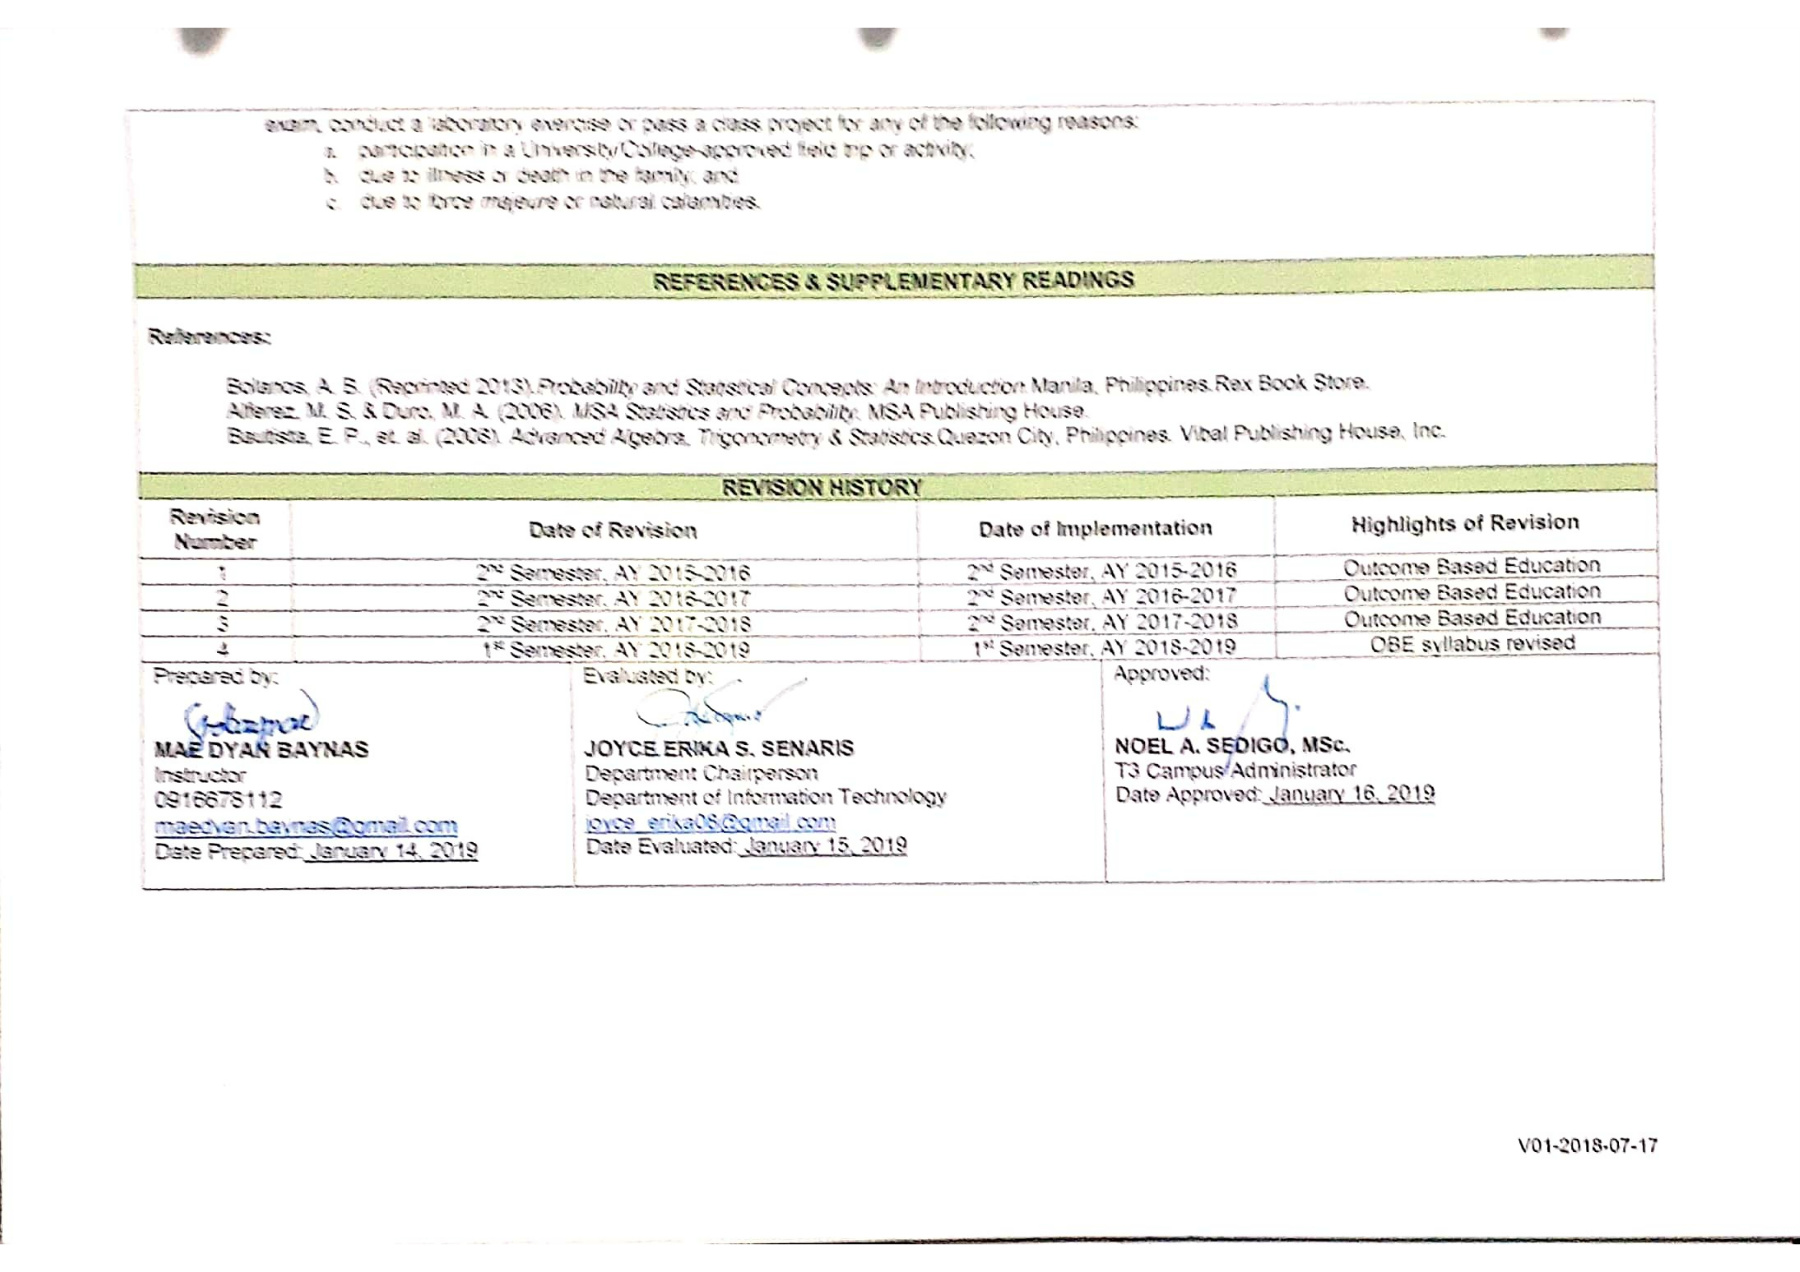 exam, conduct a laboratory exercise or pass a class project for any of the following reasons:
a. participation in a University/College-approved field trip or activity;
b. due to illness or death in the family; and
c. due to force majeure or natural calamities.
REFERENCES & SUPPLEMENTARY READINGS
References:
Bolanos, A. B. (Reprinted 2013). Probability and Statistical Concepts: An Introduction Manila, Philippines. Rex Book Store.
Alferez, M. S. & Duro, M. A. (2006). MSA Statistics and Probability. MSA Publishing House.
Bautista, E. P., et. al. (2008). Advanced Algebra, Trigonometry & Statistics. Quezon City, Philippines. Vibal Publishing House, Inc.
REVISION HISTORY
Revision Number Date of Revision Date of Implementation Highlights of Revision
1 2nd Semester, AY 2015-2016 2nd Semester, AY 2015-2016 Outcome Based Education
2 2nd Semester, AY 2016-2017 2nd Semester, AY 2016-2017 Outcome Based Education
3 2nd Semester, AY 2017-2018 2nd Semester, AY 2017-2018 Outcome Based Education
4 1st Semester, AY 2018-2019 1st Semester, AY 2018-2019 OBE syllabus revised
Prepared by: Evaluated by: Approved:
MAE DYAN BAYNAS JOYCE ERIKA S. SENARIS NOEL A. SEDIGO, MSc.
Instructor Department Chairperson T3 Campus Administrator
0916678112 Department of Information Technology Date Approved: January 16, 2019
maedyan.baynas@gmail.com joyce_erika08@gmail.com
Date Prepared: January 14, 2019 Date Evaluated: January 15, 2019
V01-2018-07-17